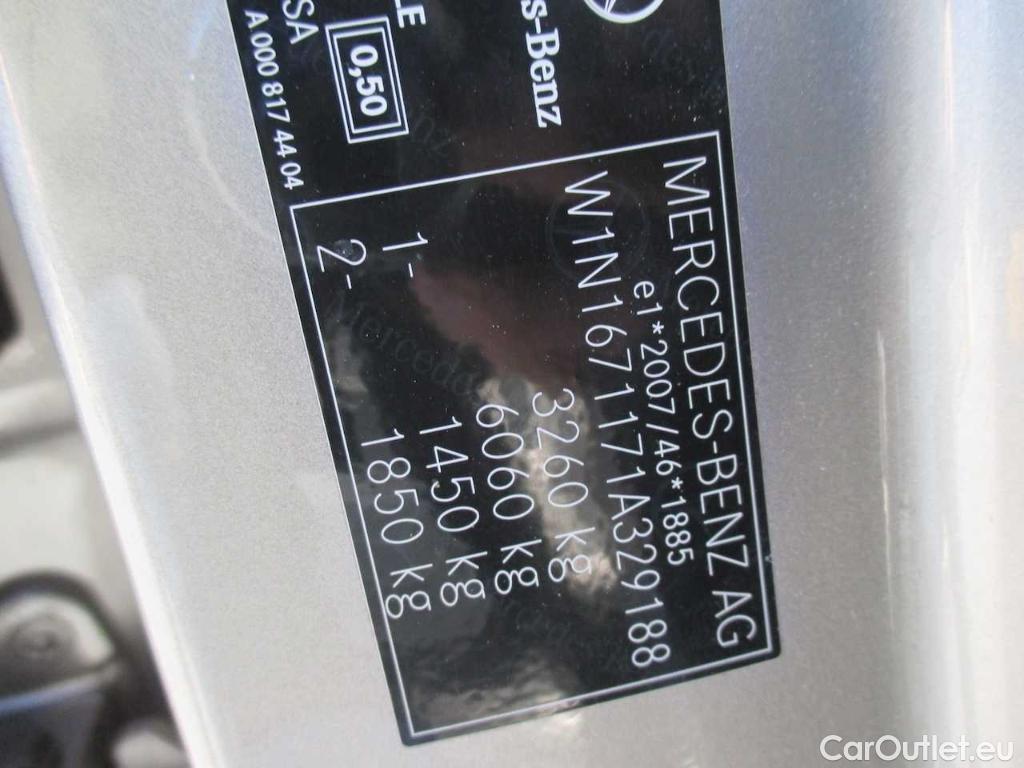 s-Benz
LE
0,50
SA
A 000 817 44 04
MERCEDES-BENZ AG
e1*2007/46*1885
W1N1671171A329188
3260 kg
6060 kg
1- 1450 kg
2- 1850 kg
CarOutlet.eu